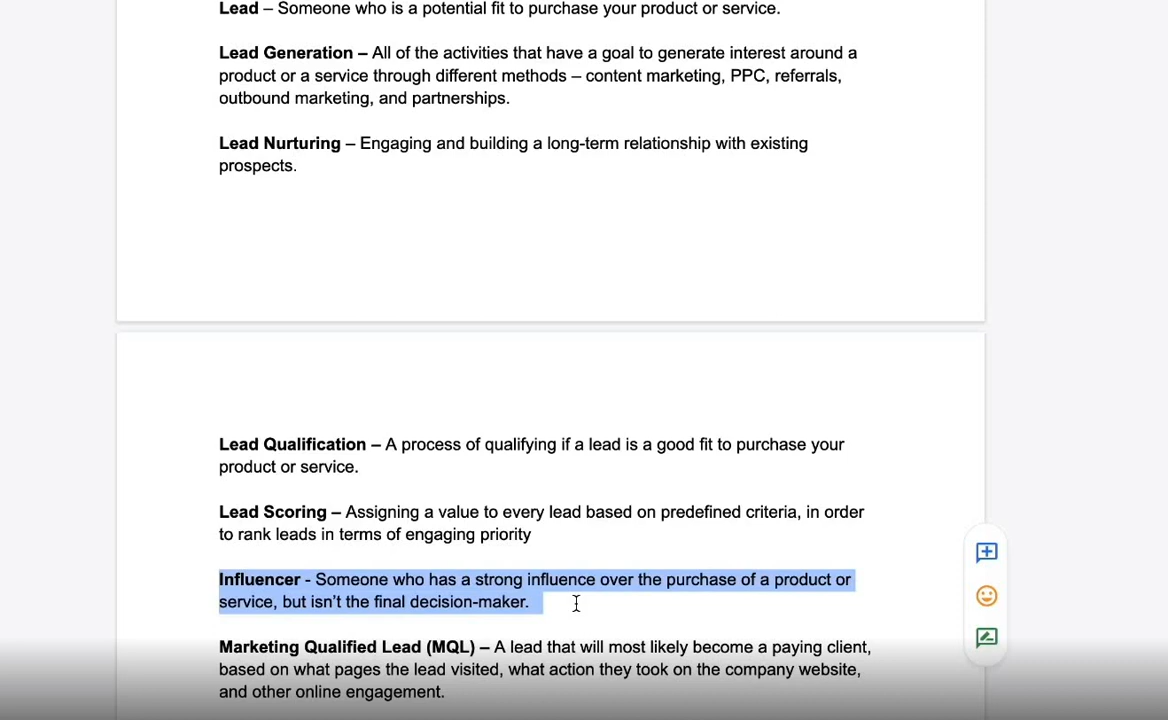 Lead – Someone who is a potential fit to purchase your product or service.
Lead Generation – All of the activities that have a goal to generate interest around a
product or a service through different methods – content marketing, PPC, referrals,
outbound marketing, and partnerships.
Lead Nurturing – Engaging and building a long-term relationship with existing
prospects.
Lead Qualification – A process of qualifying if a lead is a good fit to purchase your
product or service.
Lead Scoring – Assigning a value to every lead based on predefined criteria, in order
to rank leads in terms of engaging priority
Influencer - Someone who has a strong influence over the purchase of a product or
service, but isn’t the final decision-maker.
Marketing Qualified Lead (MQL) – A lead that will most likely become a paying client,
based on what pages the lead visited, what action they took on the company website,
and other online engagement.